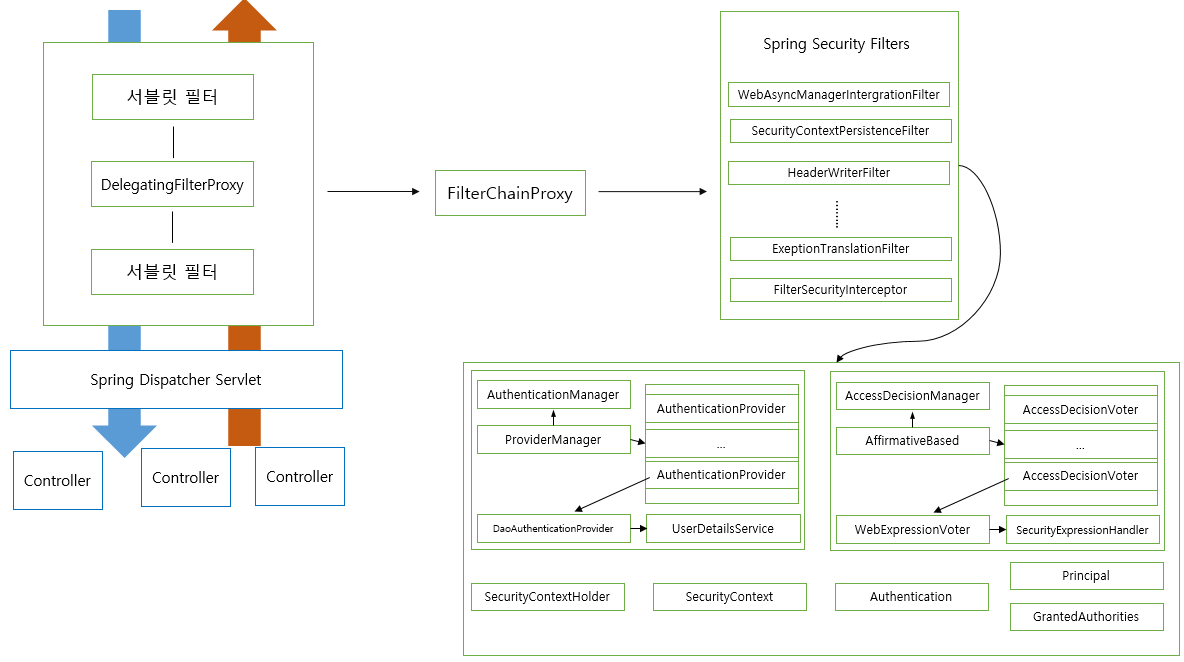 서블릿 필터
DelegatingFilterProxy
서블릿 필터
Spring Dispatcher Servlet
Controller
Controller
Controller
FilterChainProxy
Spring Security Filters
WebAsyncManagerIntergrationFilter
SecurityContextPersistenceFilter
HeaderWriterFilter
ExeptionTranslationFilter
FilterSecurityInterceptor
AuthenticationManager
ProviderManager
AuthenticationProvider
...
AuthenticationProvider
DaoAuthenticationProvider
UserDetailsService
AccessDecisionManager
AffirmativeBased
AccessDecisionVoter
...
AccessDecisionVoter
WebExpressionVoter
SecurityExpressionHandler
SecurityContextHolder
SecurityContext
Authentication
Principal
GrantedAuthorities